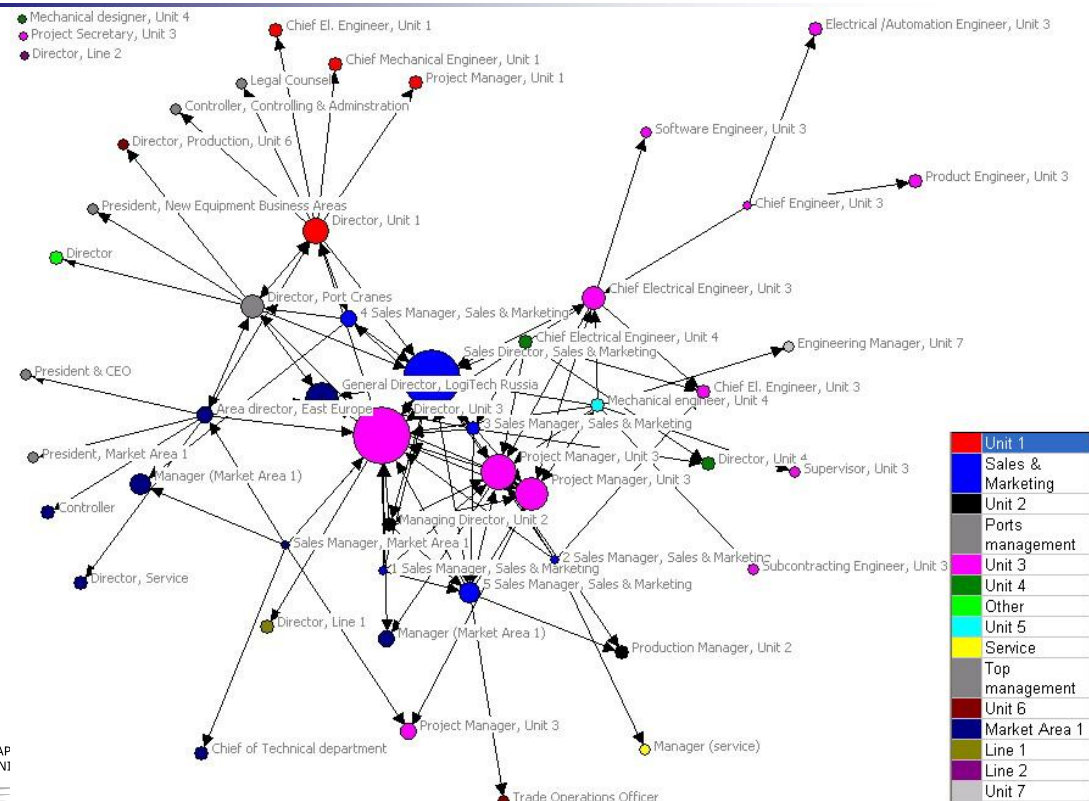 Mechanical designer, Unit 4
Project Secretary, Unit 3
Director, Line 2
Chief El. Engineer, Unit 1
Electrical /Automation Engineer, Unit 3
Chief Mechanical Engineer, Unit 1
Legal Counsel
Project Manager, Unit 1
Controller, Controlling & Adminstration
Software Engineer, Unit 3
Director, Production, Unit 6
Product Engineer, Unit 3
President, New Equipment Business Areas
Chief Engineer, Unit 3
Director, Unit 1
Director
Chief Electrical Engineer, Unit 3
Director, Port Cranes
4 Sales Manager, Sales & Marketing
Chief Electrical Engineer, Unit 4
Engineering Manager, Unit 7
Sales Director, Sales & Marketing
President & CEO
General Director, LogiTech Russia
Chief El. Engineer, Unit 3
Mechanical engineer, Unit 4
Area director, East Europe
Director, Unit 3
3 Sales Manager, Sales & Marketing
President, Market Area 1
Project Manager, Unit 3
Director, Unit 4
Supervisor, Unit 3
Manager (Market Area 1)
Project Manager, Unit 3
Controller
Managing Director, Unit 2
Sales Manager, Market Area 1
2 Sales Manager, Sales & Marketing
1 Sales Manager, Sales & Marketing
Subcontracting Engineer, Unit 3
Director, Service
5 Sales Manager, Sales & Marketing
Director, Line 1
Manager (Market Area 1)
Production Manager, Unit 2
Project Manager, Unit 3
Chief of Technical department
Manager (service)
Trade Operations Officer
Unit 1
Sales &
Marketing
Unit 2
Ports
management
Unit 3
Unit 4
Other
Unit 5
Service
Top
management
Unit 6
Market Area 1
Line 1
Line 2
Unit 7